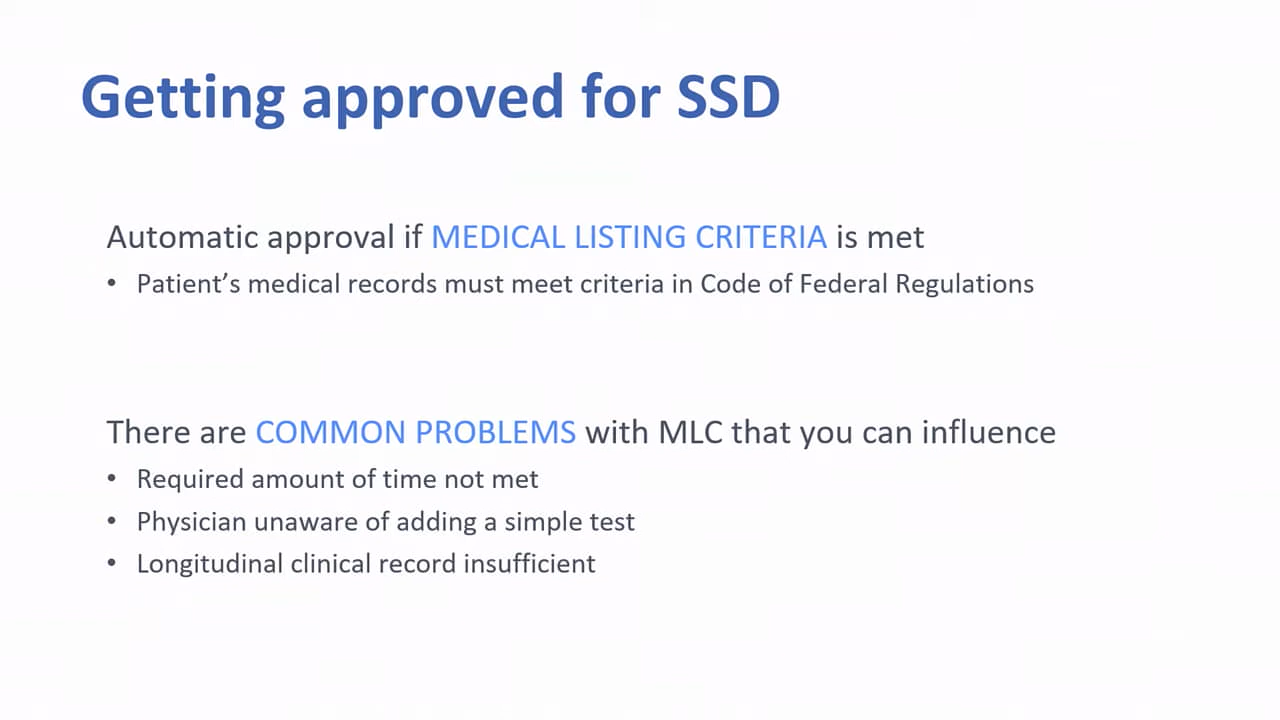 Getting approved for SSD
Automatic approval if MEDICAL LISTING CRITERIA is met
• Patient’s medical records must meet criteria in Code of Federal Regulations
There are COMMON PROBLEMS with MLC that you can influence
• Required amount of time not met
• Physician unaware of adding a simple test
• Longitudinal clinical record insufficient